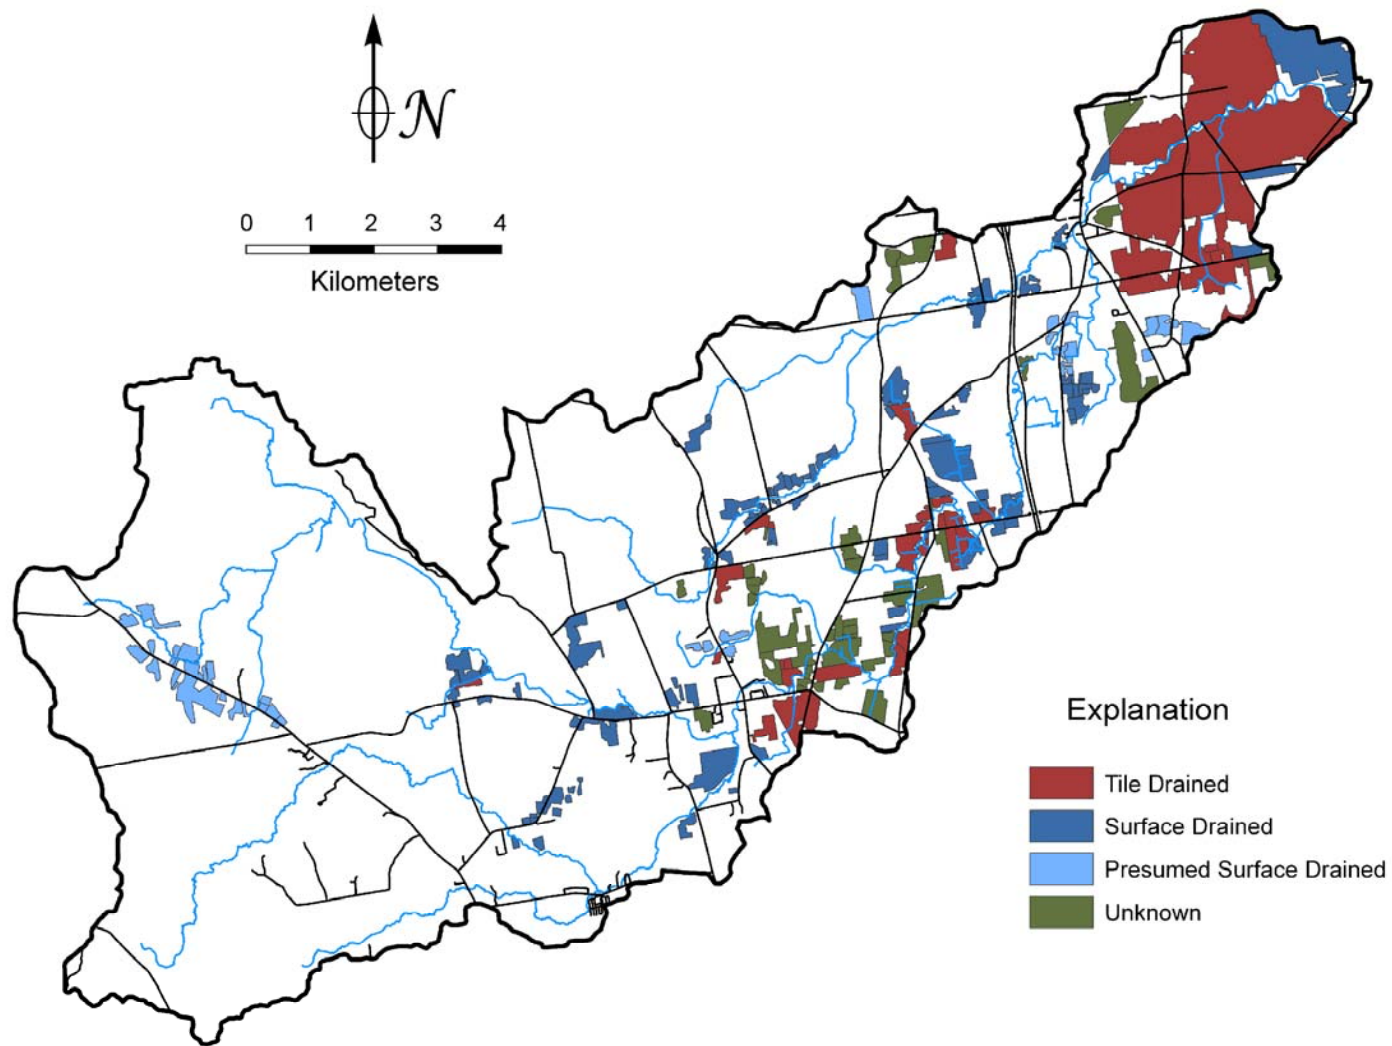 N
0 1 2 3 4
Kilometers
Explanation
Tile Drained
Surface Drained
Presumed Surface Drained
Unknown